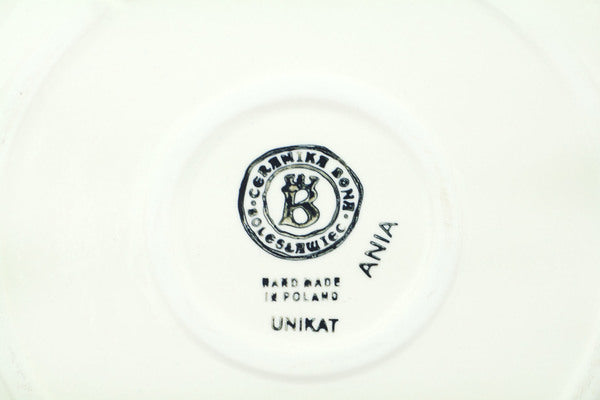 CERAMIKA BONA
• BOLESŁAWIEC •
B
ANIA
HAND MADE
IN POLAND
UNIKAT